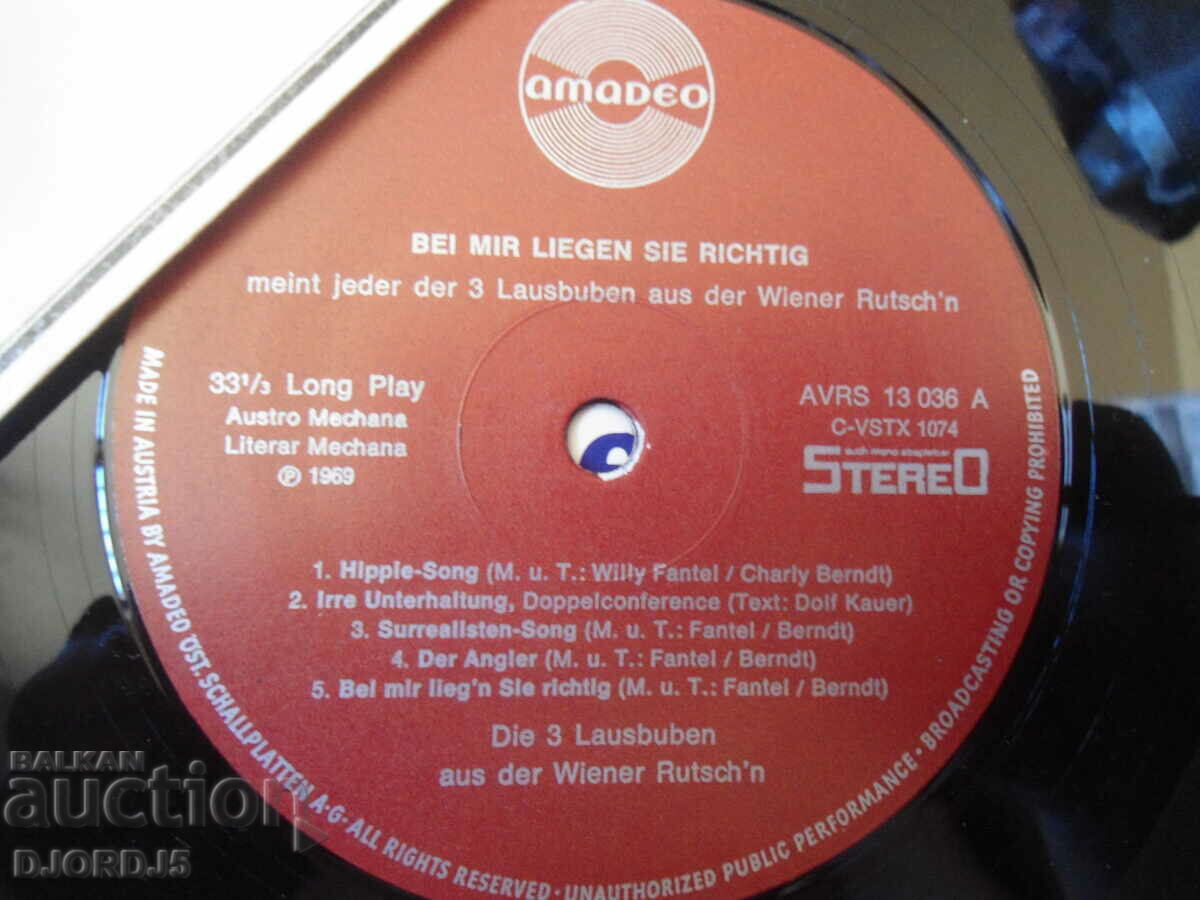 amadeo
BEI MIR LIEGEN SIE RICHTIG
meint jeder der 3 Lausbuben aus der Wiener Rutsch'n
33⅓ Long Play
Austro Mechana
Literar Mechana
℗ 1969
AVRS 13 036 A
C-VSTX 1074
auch mono abspielbar
STEREO
1. Hippie-Song (M. u. T.: Willy Fantel / Charly Berndt)
2. Irre Unterhaltung, Doppelconference (Text: Dolf Kauer)
3. Surrealisten-Song (M. u. T.: Fantel / Berndt)
4. Der Angler (M. u. T.: Fantel / Berndt)
5. Bei mir lieg'n Sie richtig (M. u. T.: Fantel / Berndt)
Die 3 Lausbuben
aus der Wiener Rutsch'n
MADE IN AUSTRIA BY AMADEO ÖST. SCHALLPLATTEN A·G· ALL RIGHTS RESERVED · UNAUTHORIZED PUBLIC PERFORMANCE · BROADCASTING OR COPYING PROHIBITED
BALKAN
auction
DJORDJ5